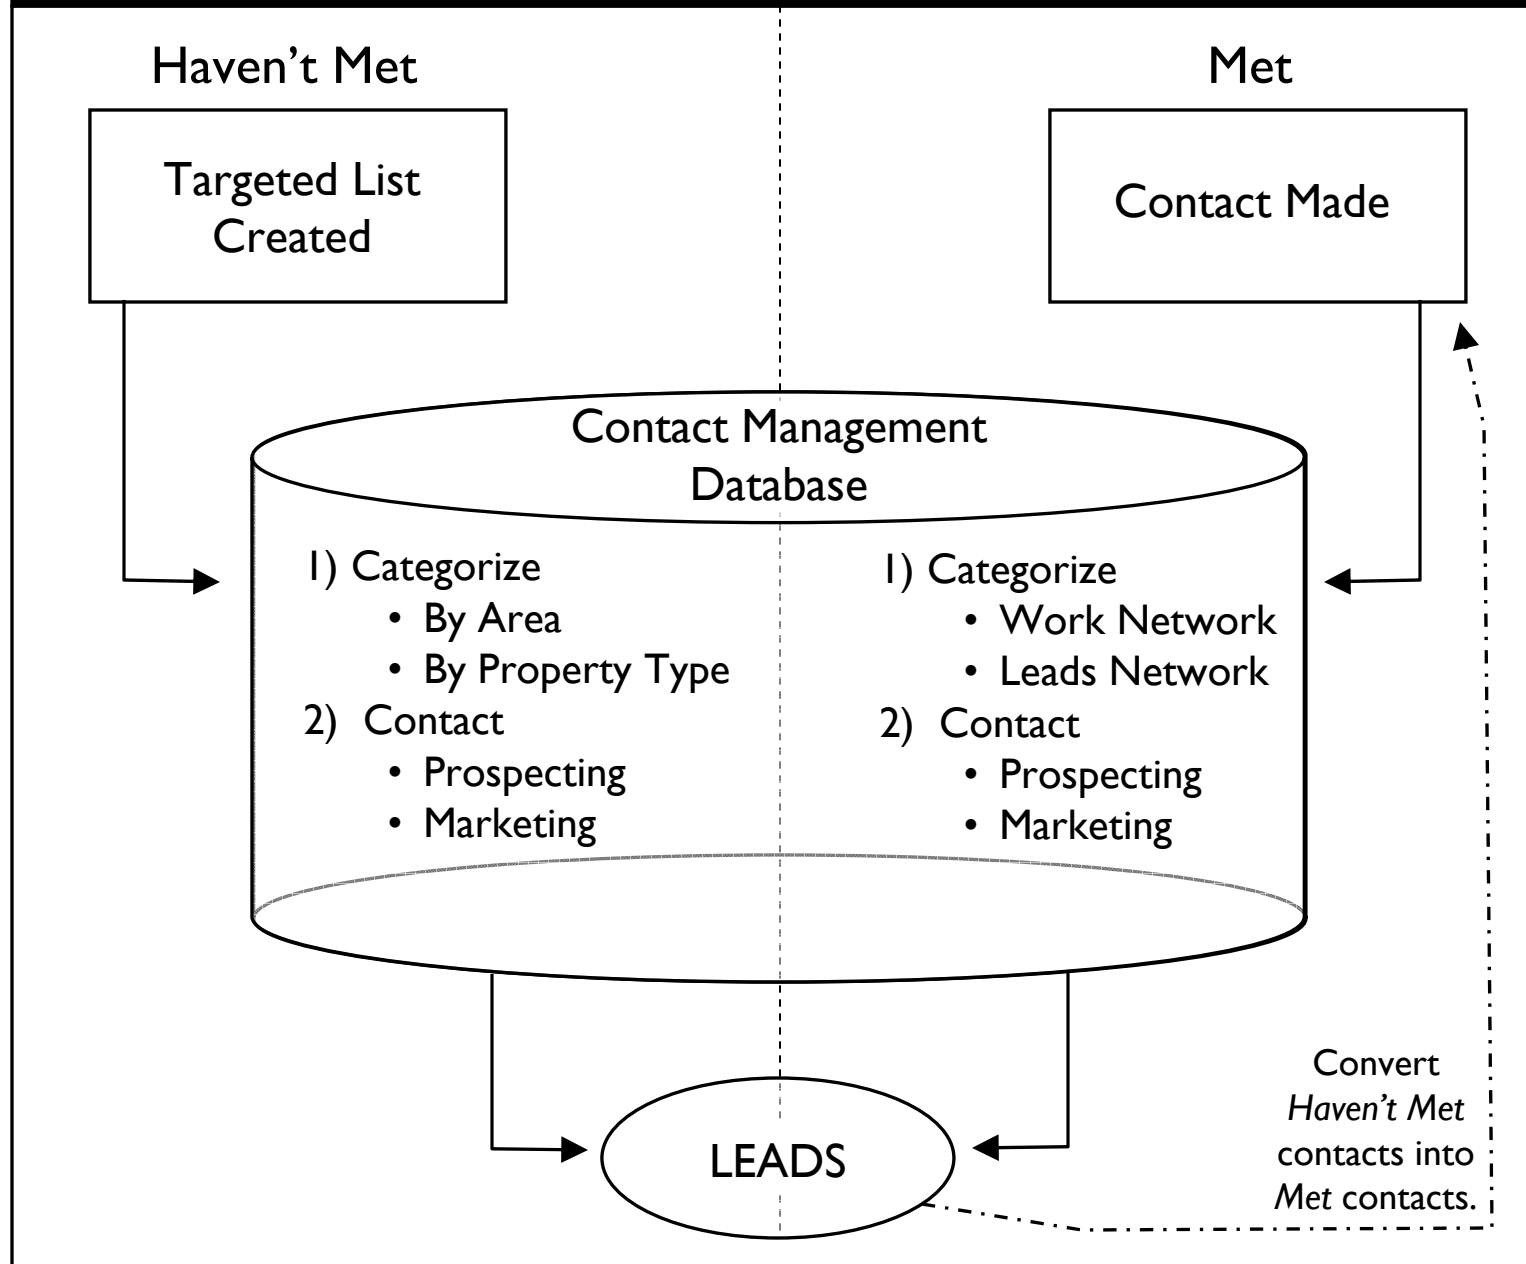 Haven't Met
Met
Targeted List
Created
Contact Made
Contact Management
Database
1) Categorize
• By Area
• By Property Type
2) Contact
• Prospecting
• Marketing
1) Categorize
• Work Network
• Leads Network
2) Contact
• Prospecting
• Marketing
LEADS
Convert
Haven't Met
contacts into
Met contacts.